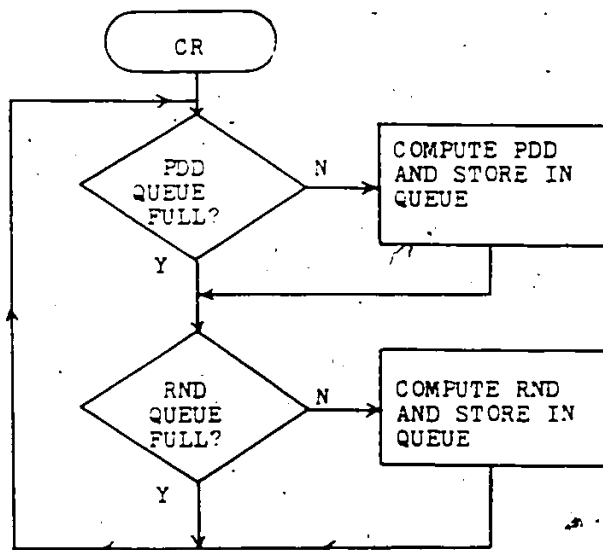 CR
PDD
QUEUE
FULL?
N
COMPUTE PDD
AND STORE IN
QUEUE
Y
RND
QUEUE
FULL?
N
COMPUTE RND
AND STORE IN
QUEUE
Y